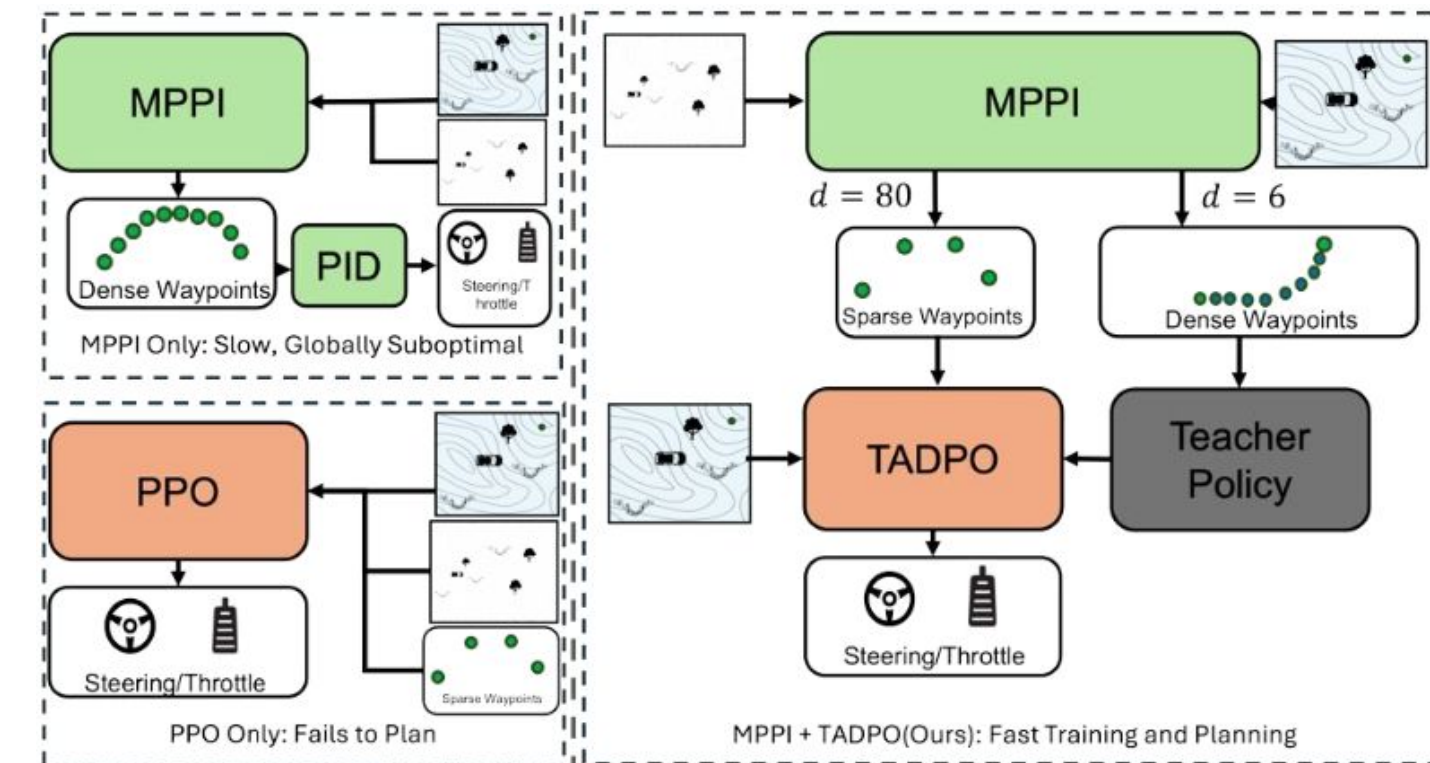 MPPI
Dense Waypoints
PID
Steering/T
hrottle
MPPI Only: Slow, Globally Suboptimal
PPO
Steering/Throttle
Sparse Waypoints
PPO Only: Fails to Plan
MPPI
d = 80
d = 6
Sparse Waypoints
Dense Waypoints
TADPO
Teacher
Policy
Steering/Throttle
MPPI + TADPO(Ours): Fast Training and Planning